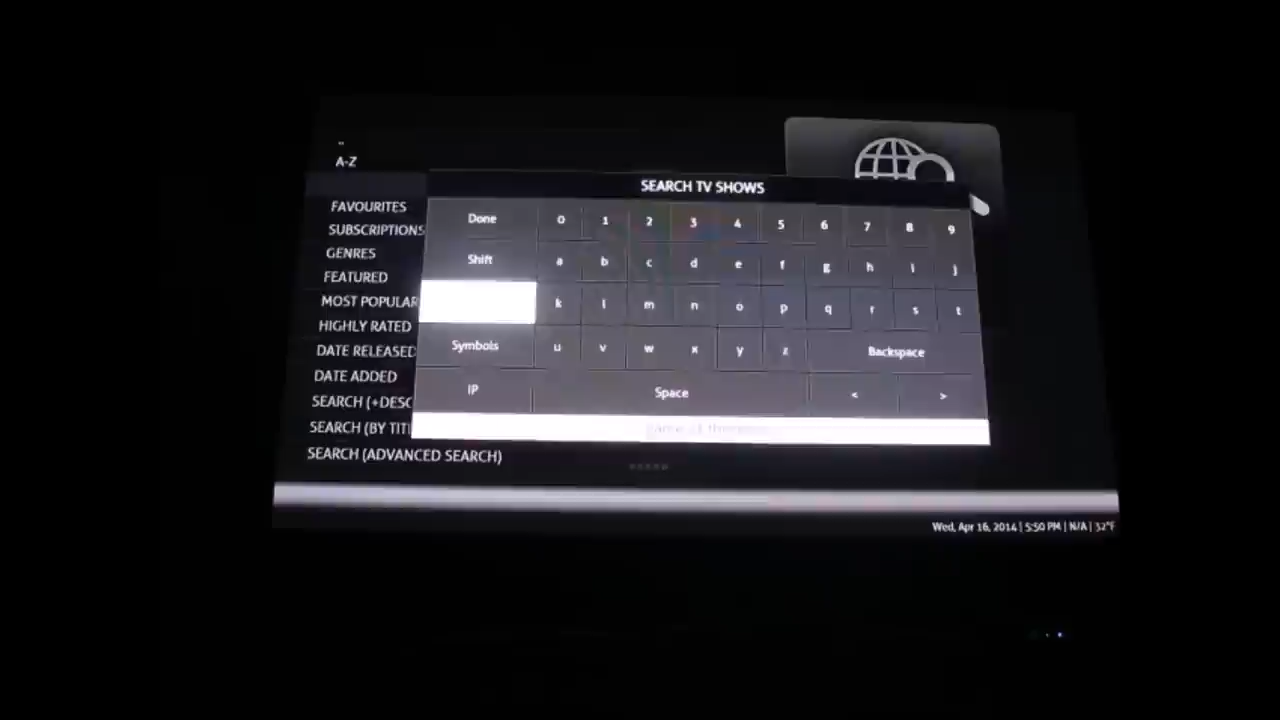 ..
A-Z
SEARCH TV SHOWS
FAVOURITES
SUBSCRIPTIONS
GENRES
FEATURED
MOST POPULAR
HIGHLY RATED
DATE RELEASED
DATE ADDED
SEARCH (+DESC
SEARCH (BY TITL
SEARCH (ADVANCED SEARCH)
Done 0 1 2 3 4 5 6 7 8 9
Shift a b c d e f g h i j
k l m n o p q r s t
Symbols u v w x y z Backspace
IP Space < >
Wed, Apr 16, 2014 | 5:50 PM | N/A | 32°F